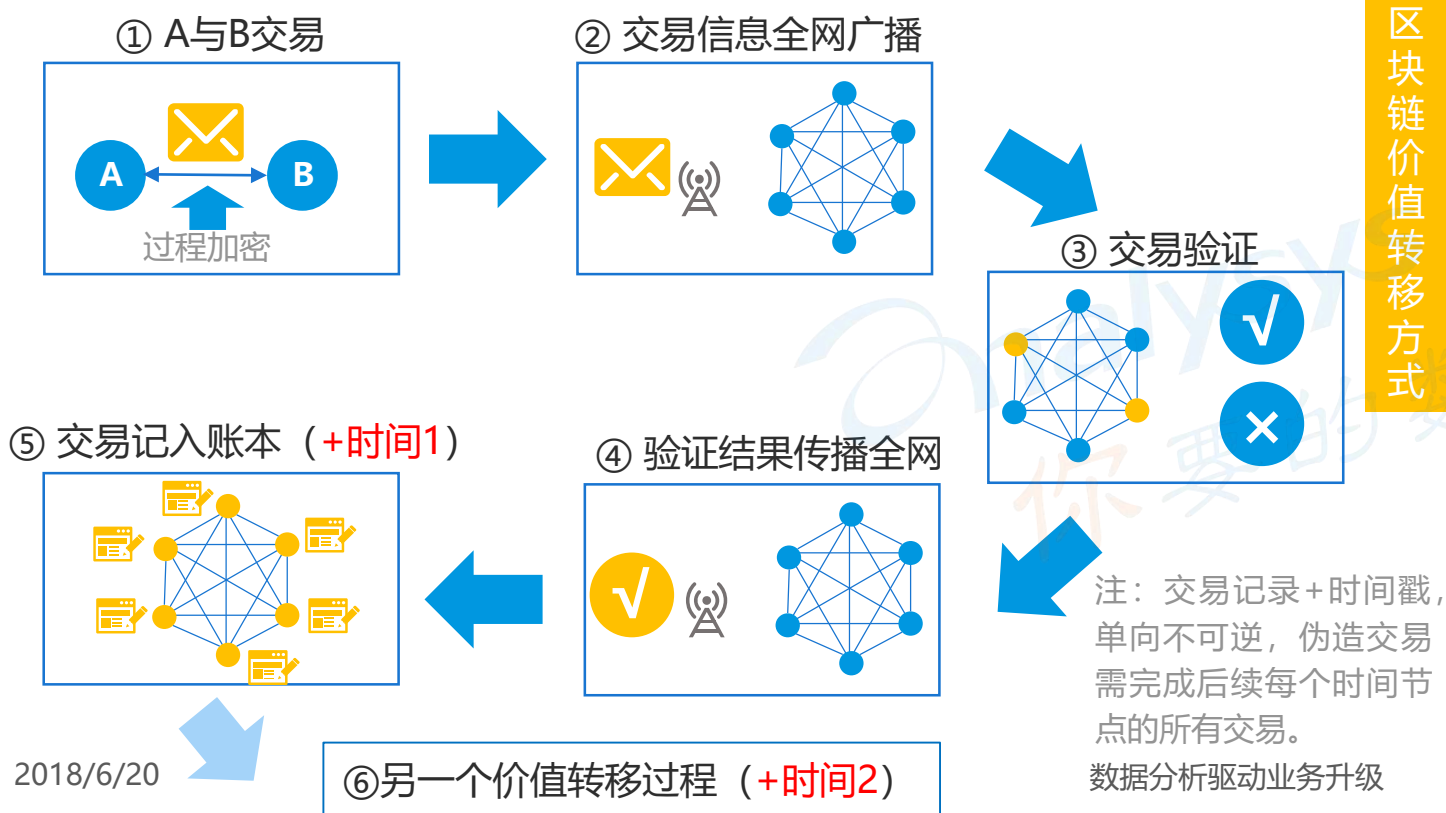 区块链价值转移方式
① A与B交易
A
B
过程加密
② 交易信息全网广播
③ 交易验证
√
×
④ 验证结果传播全网
√
⑤ 交易记入账本（+时间1）
⑥另一个价值转移过程（+时间2）
注：交易记录+时间戳，
单向不可逆，伪造交易
需完成后续每个时间节
点的所有交易。
数据分析驱动业务升级
2018/6/20
analysys
你要的数